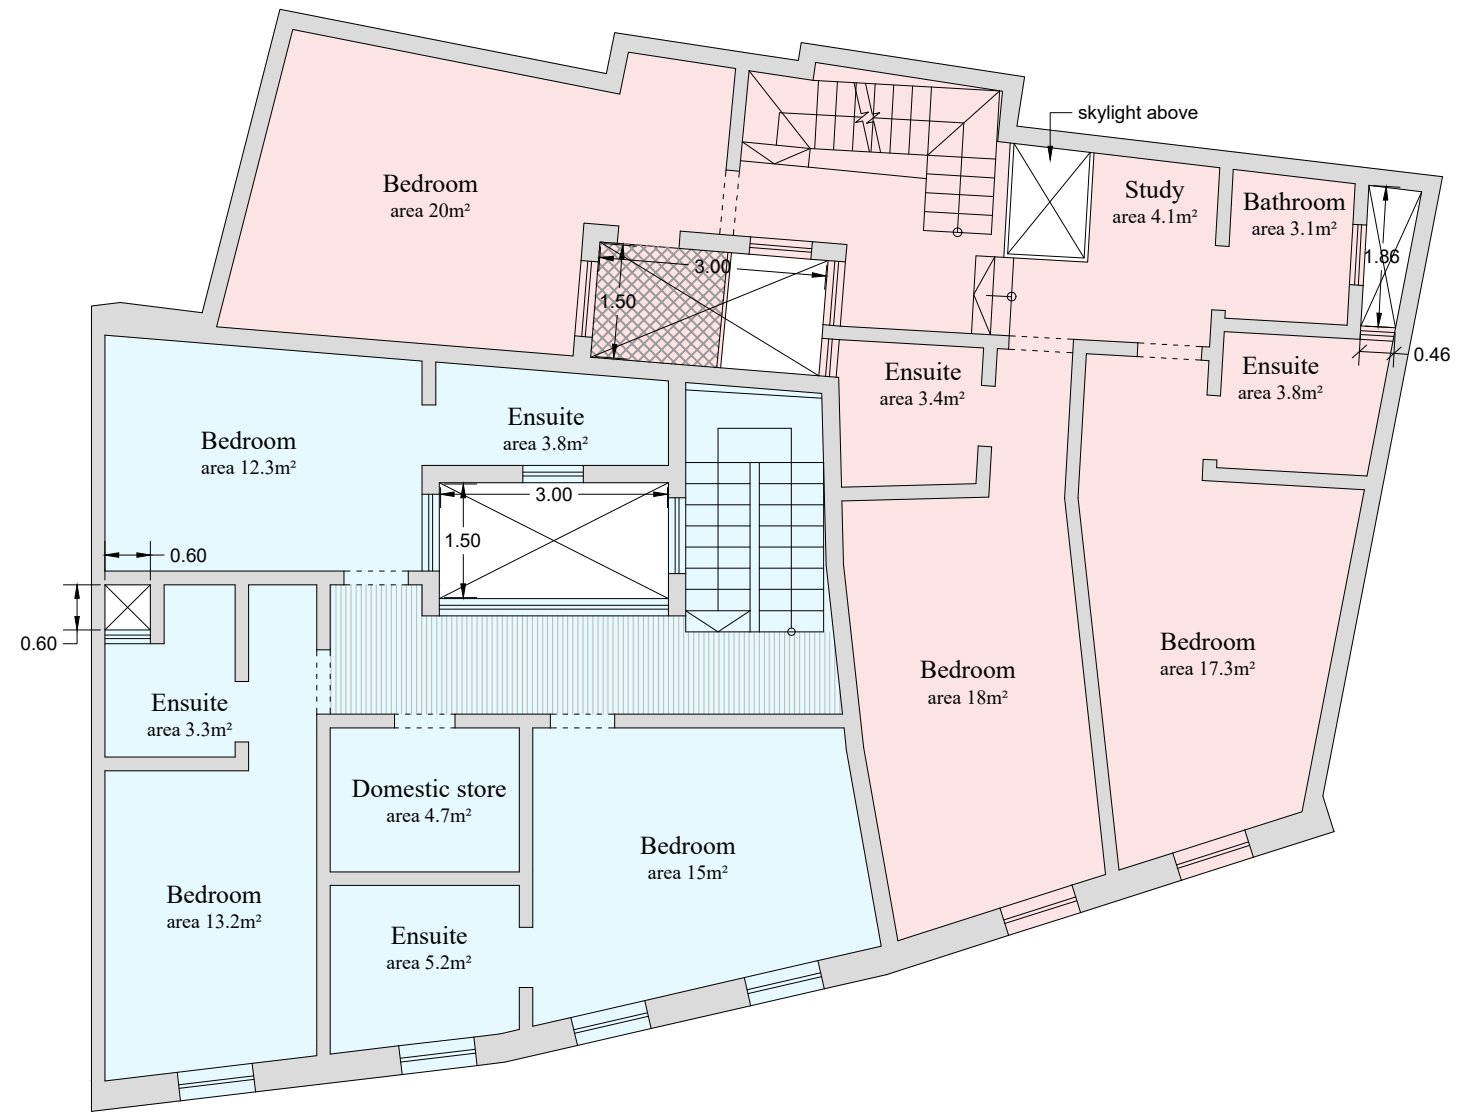 skylight above
Bedroom
area 20m²
Study
area 4.1m²
Bathroom
area 3.1m²
1.86
3.00
1.50
0.46
Ensuite
area 3.4m²
Ensuite
area 3.8m²
Bedroom
area 12.3m²
Ensuite
area 3.8m²
3.00
1.50
0.60
0.60
Bedroom
area 18m²
Bedroom
area 17.3m²
Ensuite
area 3.3m²
Domestic store
area 4.7m²
Bedroom
area 15m²
Bedroom
area 13.2m²
Ensuite
area 5.2m²